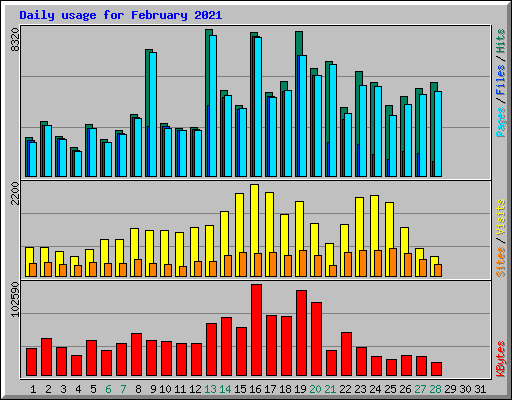 Daily usage for February 2021
8320
Pages / Files / Hits
2200
Sites / Visits
102590
KBytes
1 2 3 4 5 6 7 8 9 10 11 12 13 14 15 16 17 18 19 20 21 22 23 24 25 26 27 28 29 30 31